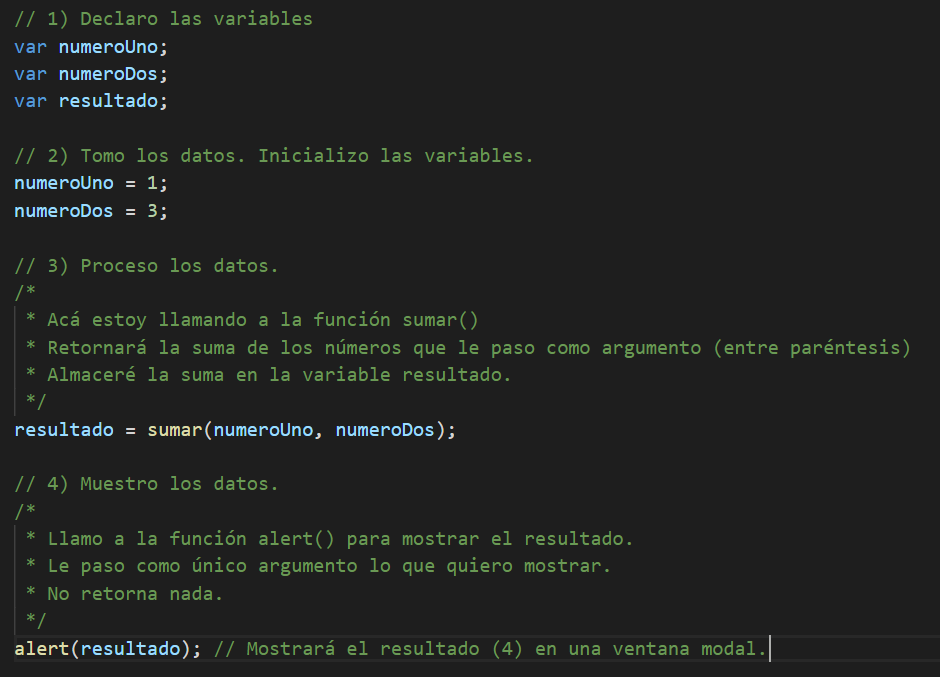 // 1) Declaro las variables
var numeroUno;
var numeroDos;
var resultado;
// 2) Tomo los datos. Inicializo las variables.
numeroUno = 1;
numeroDos = 3;
// 3) Proceso los datos.
/*
* Acá estoy llamando a la función sumar()
* Retornará la suma de los números que le paso como argumento (entre paréntesis)
* Almaceré la suma en la variable resultado.
*/
resultado = sumar(numeroUno, numeroDos);
// 4) Muestro los datos.
/*
* Llamo a la función alert() para mostrar el resultado.
* Le paso como único argumento lo que quiero mostrar.
* No retorna nada.
*/
alert(resultado); // Mostrará el resultado (4) en una ventana modal.